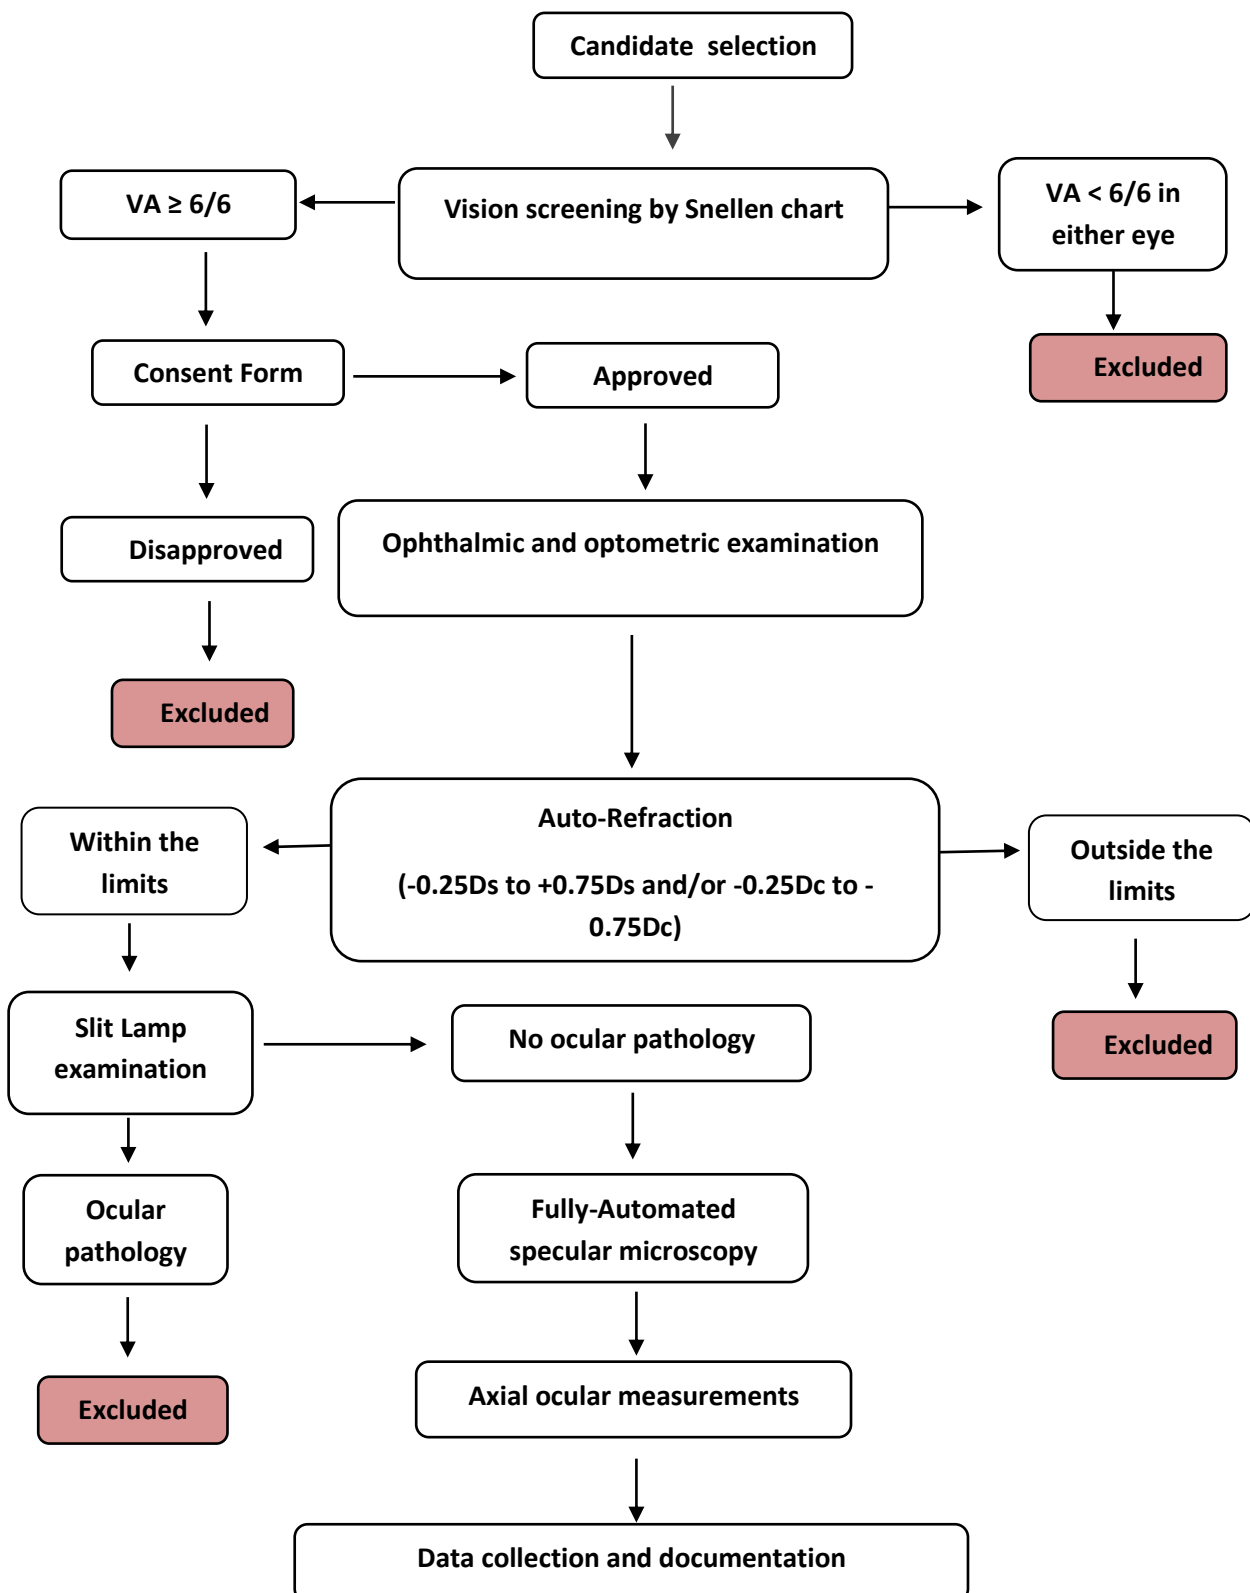 Candidate selection
VA ≥ 6/6
Vision screening by Snellen chart
VA < 6/6 in
either eye
Consent Form
Approved
Excluded
Disapproved
Ophthalmic and optometric examination
Excluded
Within the
limits
Auto-Refraction
(-0.25Ds to +0.75Ds and/or -0.25Dc to -
0.75Dc)
Outside the
limits
Slit Lamp
examination
No ocular pathology
Excluded
Ocular
pathology
Fully-Automated
specular microscopy
Excluded
Axial ocular measurements
Data collection and documentation